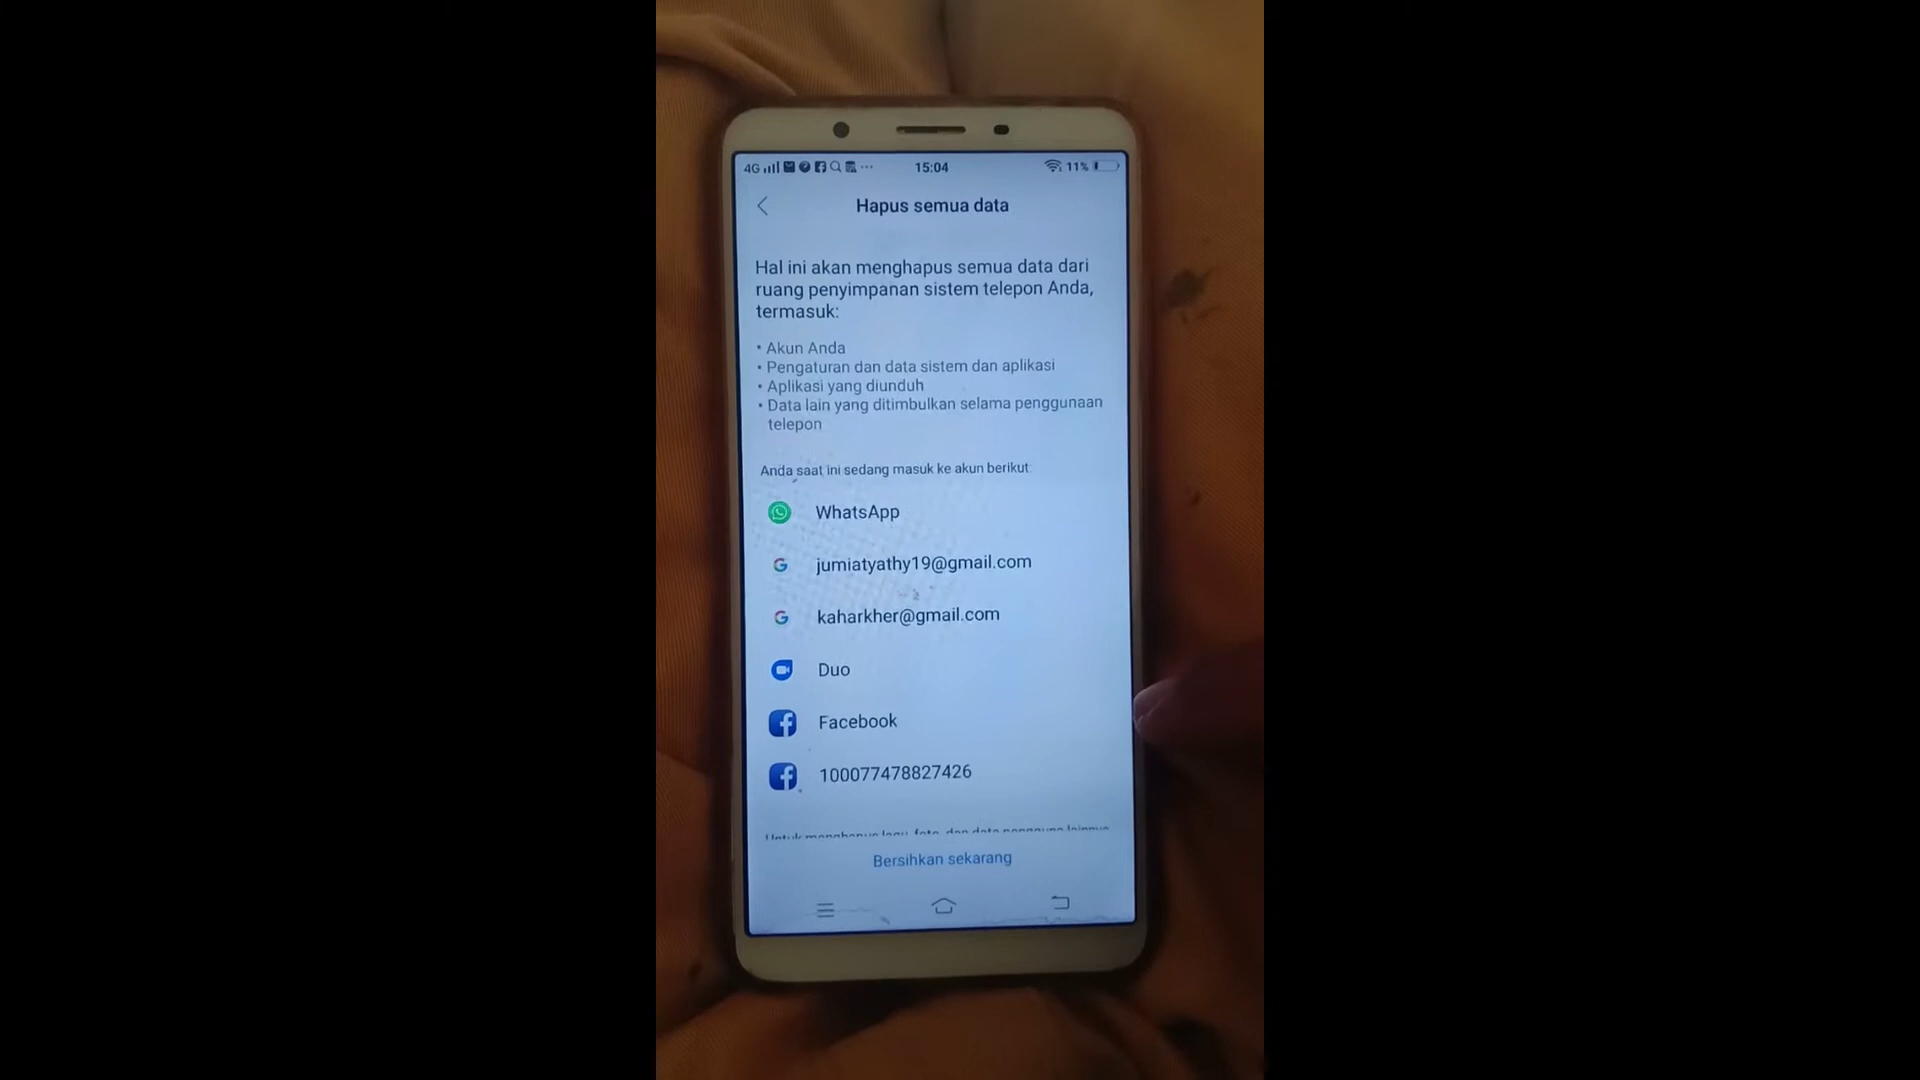 4G 15:04 11%
Hapus semua data
Hal ini akan menghapus semua data dari
ruang penyimpanan sistem telepon Anda,
termasuk:
• Akun Anda
• Pengaturan dan data sistem dan aplikasi
• Aplikasi yang diunduh
• Data lain yang ditimbulkan selama penggunaan
telepon
Anda saat ini sedang masuk ke akun berikut:
WhatsApp
jumiatyathy19@gmail.com
kaharkher@gmail.com
Duo
Facebook
100077478827426
Untuk menghapus lagu, foto, dan data pengguna lainnya
Bersihkan sekarang